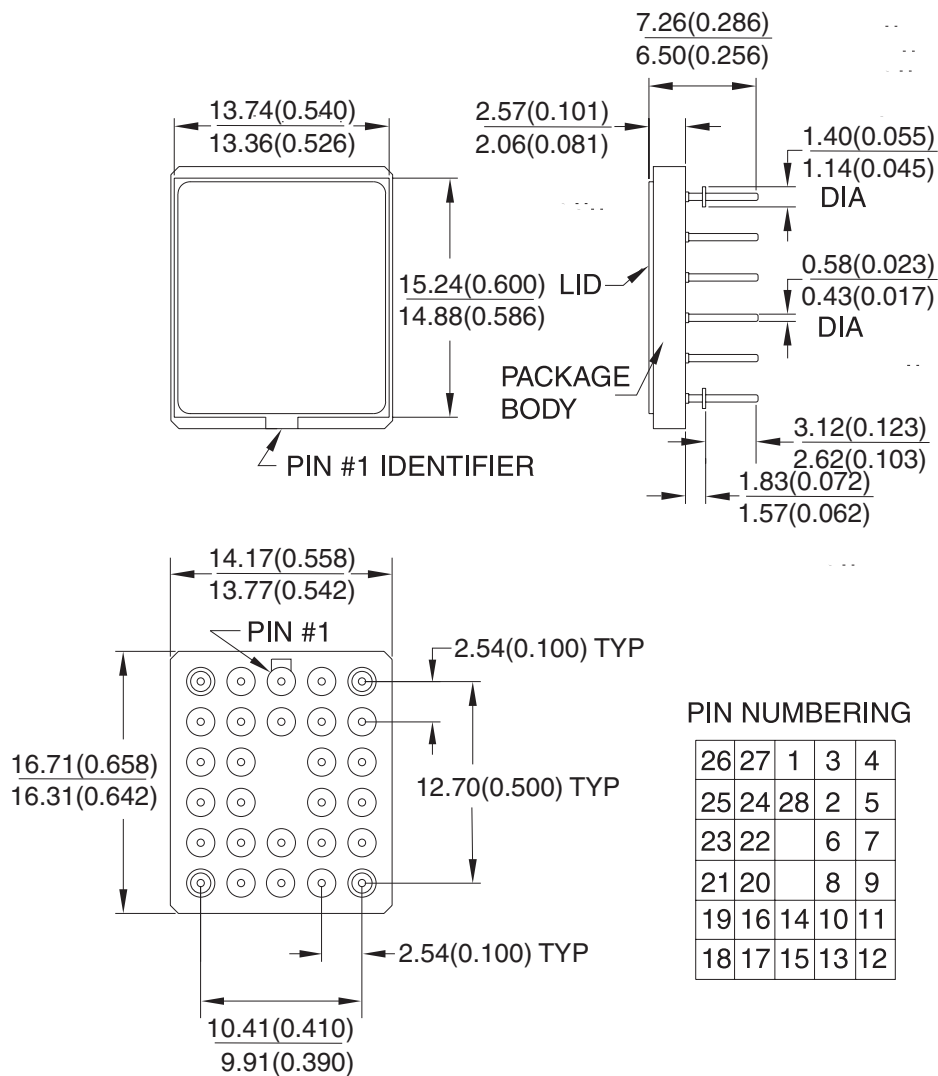 7.26(0.286)
6.50(0.256)
13.74(0.540)
13.36(0.526)
2.57(0.101)
2.06(0.081)
1.40(0.055)
1.14(0.045)
DIA
15.24(0.600)
14.88(0.586)
LID
0.58(0.023)
0.43(0.017)
DIA
PACKAGE
BODY
PIN #1 IDENTIFIER
3.12(0.123)
2.62(0.103)
1.83(0.072)
1.57(0.062)
14.17(0.558)
13.77(0.542)
PIN #1
2.54(0.100) TYP
16.71(0.658)
16.31(0.642)
12.70(0.500) TYP
2.54(0.100) TYP
10.41(0.410)
9.91(0.390)
PIN NUMBERING
26 27 1 3 4
25 24 28 2 5
23 22 6 7
21 20 8 9
19 16 14 10 11
18 17 15 13 12